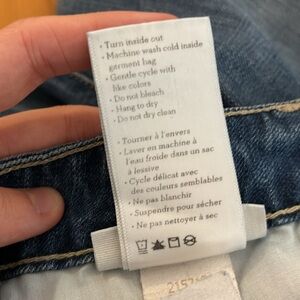 • Turn inside out
• Machine wash cold inside
garment bag
• Gentle cycle with
like colors
• Do not bleach
• Hang to dry
• Do not dry clean
• Tourner à l'envers
• Laver en machine à
l'eau froide dans un sac
à lessive
• Cycle délicat avec
des couleurs semblables
• Ne pas blanchir
• Suspendre pour sécher
• Ne pas nettoyer à sec